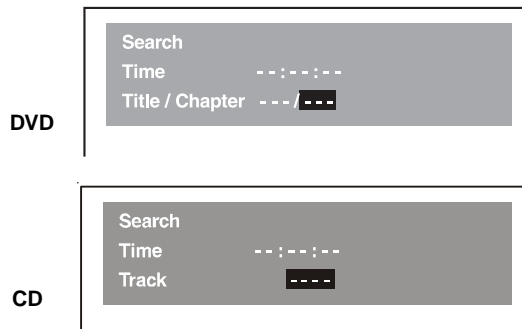 DVD
Search
Time --:--:--
Title / Chapter ---/---
CD
Search
Time --:--:--
Track ----